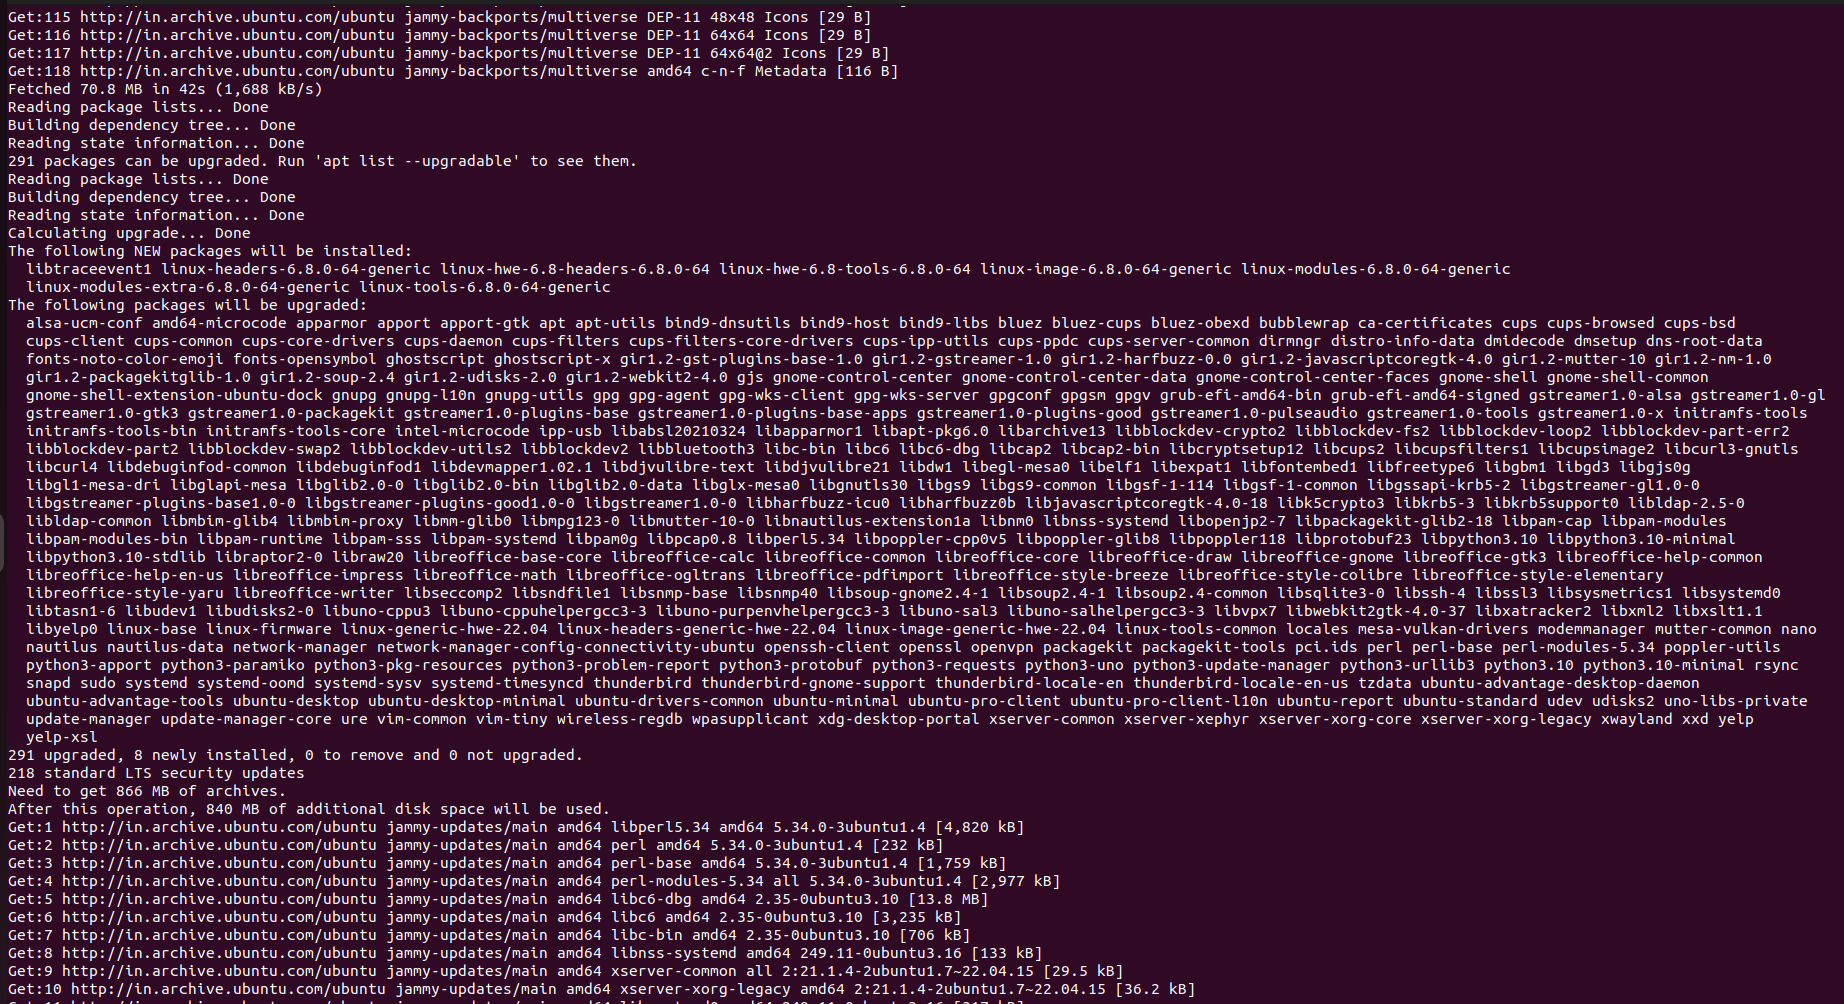 Get:115 http://in.archive.ubuntu.com/ubuntu jammy-backports/multiverse DEP-11 48x48 Icons [29 B]
Get:116 http://in.archive.ubuntu.com/ubuntu jammy-backports/multiverse DEP-11 64x64 Icons [29 B]
Get:117 http://in.archive.ubuntu.com/ubuntu jammy-backports/multiverse DEP-11 64x64@2 Icons [29 B]
Get:118 http://in.archive.ubuntu.com/ubuntu jammy-backports/multiverse amd64 c-n-f Metadata [116 B]
Fetched 70.8 MB in 42s (1,688 kB/s)
Reading package lists... Done
Building dependency tree... Done
Reading state information... Done
291 packages can be upgraded. Run 'apt list --upgradable' to see them.
Reading package lists... Done
Building dependency tree... Done
Reading state information... Done
Calculating upgrade... Done
The following NEW packages will be installed:
libtraceevent1 linux-headers-6.8.0-64-generic linux-hwe-6.8-headers-6.8.0-64 linux-hwe-6.8-tools-6.8.0-64 linux-image-6.8.0-64-generic linux-modules-6.8.0-64-generic
linux-modules-extra-6.8.0-64-generic linux-tools-6.8.0-64-generic
The following packages will be upgraded:
alsa-ucm-conf amd64-microcode apparmor apport apport-gtk apt apt-utils bind9-dnsutils bind9-host bind9-libs bluez bluez-cups bluez-obexd bubblewrap ca-certificates cups cups-browsed cups-bsd
cups-client cups-common cups-core-drivers cups-daemon cups-filters cups-filters-core-drivers cups-ipp-utils cups-ppdc cups-server-common dirmngr distro-info-data dmidecode dmsetup dns-root-data
fonts-noto-color-emoji fonts-opensymbol ghostscript ghostscript-x gir1.2-gst-plugins-base-1.0 gir1.2-gstreamer-1.0 gir1.2-harfbuzz-0.0 gir1.2-javascriptcoregtk-4.0 gir1.2-mutter-10 gir1.2-nm-1.0
gir1.2-packagekitglib-1.0 gir1.2-soup-2.4 gir1.2-udisks-2.0 gir1.2-webkit2-4.0 gjs gnome-control-center gnome-control-center-data gnome-control-center-faces gnome-shell gnome-shell-common
gnome-shell-extension-ubuntu-dock gnupg gnupg-l10n gnupg-utils gpg gpg-agent gpg-wks-client gpg-wks-server gpgconf gpgsm gpgv grub-efi-amd64-bin grub-efi-amd64-signed gstreamer1.0-alsa gstreamer1.0-gl
gstreamer1.0-gtk3 gstreamer1.0-packagekit gstreamer1.0-plugins-base gstreamer1.0-plugins-base-apps gstreamer1.0-plugins-good gstreamer1.0-pulseaudio gstreamer1.0-tools gstreamer1.0-x initramfs-tools
initramfs-tools-bin initramfs-tools-core intel-microcode ipp-usb libabsl20210324 libapparmor1 libapt-pkg6.0 libarchive13 libblockdev-crypto2 libblockdev-fs2 libblockdev-loop2 libblockdev-part-err2
libblockdev-part2 libblockdev-swap2 libblockdev-utils2 libblockdev2 libbluetooth3 libc-bin libc6 libc6-dbg libcap2 libcap2-bin libcryptsetup12 libcups2 libcupsfilters1 libcupsimage2 libcurl3-gnutls
libcurl4 libdebuginfod-common libdebuginfod1 libdevmapper1.02.1 libdjvulibre-text libdjvulibre21 libdw1 libegl-mesa0 libelf1 libexpat1 libfontembed1 libfreetype6 libgbm1 libgd3 libgjs0g
libgl1-mesa-dri libglapi-mesa libglib2.0-0 libglib2.0-bin libglib2.0-data libglx-mesa0 libgnutls30 libgs9 libgs9-common libgsf-1-114 libgsf-1-common libgssapi-krb5-2 libgstreamer-gl1.0-0
libgstreamer-plugins-base1.0-0 libgstreamer-plugins-good1.0-0 libgstreamer1.0-0 libharfbuzz-icu0 libharfbuzz0b libjavascriptcoregtk-4.0-18 libk5crypto3 libkrb5-3 libkrb5support0 libldap-2.5-0
libldap-common libmbim-glib4 libmbim-proxy libmm-glib0 libmpg123-0 libmutter-10-0 libnautilus-extension1a libnm0 libnss-systemd libopenjp2-7 libpackagekit-glib2-18 libpam-cap libpam-modules
libpam-modules-bin libpam-runtime libpam-sss libpam-systemd libpam0g libpcap0.8 libperl5.34 libpoppler-cpp0v5 libpoppler-glib8 libpoppler118 libprotobuf23 libpython3.10 libpython3.10-minimal
libpython3.10-stdlib libraptor2-0 libraw20 libreoffice-base-core libreoffice-calc libreoffice-common libreoffice-core libreoffice-draw libreoffice-gnome libreoffice-gtk3 libreoffice-help-common
libreoffice-help-en-us libreoffice-impress libreoffice-math libreoffice-ogltrans libreoffice-pdfimport libreoffice-style-breeze libreoffice-style-colibre libreoffice-style-elementary
libreoffice-style-yaru libreoffice-writer libseccomp2 libsndfile1 libsnmp-base libsnmp40 libsoup-gnome2.4-1 libsoup2.4-1 libsoup2.4-common libsqlite3-0 libssh-4 libssl3 libsysmetrics1 libsystemd0
libtasn1-6 libudev1 libudisks2-0 libuno-cppu3 libuno-cppuhelpergcc3-3 libuno-purpenvhelpergcc3-3 libuno-sal3 libuno-salhelpergcc3-3 libvpx7 libwebkit2gtk-4.0-37 libxatracker2 libxml2 libxslt1.1
libyelp0 linux-base linux-firmware linux-generic-hwe-22.04 linux-headers-generic-hwe-22.04 linux-image-generic-hwe-22.04 linux-tools-common locales mesa-vulkan-drivers modemmanager mutter-common nano
nautilus nautilus-data network-manager network-manager-config-connectivity-ubuntu openssh-client openssl openvpn packagekit packagekit-tools pci.ids perl perl-base perl-modules-5.34 poppler-utils
python3-apport python3-paramiko python3-pkg-resources python3-problem-report python3-protobuf python3-requests python3-uno python3-update-manager python3-urllib3 python3.10 python3.10-minimal rsync
snapd sudo systemd systemd-oomd systemd-sysv systemd-timesyncd thunderbird thunderbird-gnome-support thunderbird-locale-en thunderbird-locale-en-us tzdata ubuntu-advantage-desktop-daemon
ubuntu-advantage-tools ubuntu-desktop ubuntu-desktop-minimal ubuntu-drivers-common ubuntu-minimal ubuntu-pro-client ubuntu-pro-client-l10n ubuntu-report ubuntu-standard udev udisks2 uno-libs-private
update-manager update-manager-core ure vim-common vim-tiny wireless-regdb wpasupplicant xdg-desktop-portal xserver-common xserver-xephyr xserver-xorg-core xserver-xorg-legacy xwayland xxd yelp
yelp-xsl
291 upgraded, 8 newly installed, 0 to remove and 0 not upgraded.
218 standard LTS security updates
Need to get 866 MB of archives.
After this operation, 840 MB of additional disk space will be used.
Get:1 http://in.archive.ubuntu.com/ubuntu jammy-updates/main amd64 libperl5.34 amd64 5.34.0-3ubuntu1.4 [4,820 kB]
Get:2 http://in.archive.ubuntu.com/ubuntu jammy-updates/main amd64 perl amd64 5.34.0-3ubuntu1.4 [232 kB]
Get:3 http://in.archive.ubuntu.com/ubuntu jammy-updates/main amd64 perl-base amd64 5.34.0-3ubuntu1.4 [1,759 kB]
Get:4 http://in.archive.ubuntu.com/ubuntu jammy-updates/main amd64 perl-modules-5.34 all 5.34.0-3ubuntu1.4 [2,977 kB]
Get:5 http://in.archive.ubuntu.com/ubuntu jammy-updates/main amd64 libc6-dbg amd64 2.35-0ubuntu3.10 [13.8 MB]
Get:6 http://in.archive.ubuntu.com/ubuntu jammy-updates/main amd64 libc6 amd64 2.35-0ubuntu3.10 [3,235 kB]
Get:7 http://in.archive.ubuntu.com/ubuntu jammy-updates/main amd64 libc-bin amd64 2.35-0ubuntu3.10 [706 kB]
Get:8 http://in.archive.ubuntu.com/ubuntu jammy-updates/main amd64 libnss-systemd amd64 249.11-0ubuntu3.16 [133 kB]
Get:9 http://in.archive.ubuntu.com/ubuntu jammy-updates/main amd64 xserver-common all 2:21.1.4-2ubuntu1.7~22.04.15 [29.5 kB]
Get:10 http://in.archive.ubuntu.com/ubuntu jammy-updates/main amd64 xserver-xorg-legacy amd64 2:21.1.4-2ubuntu1.7~22.04.15 [36.2 kB]